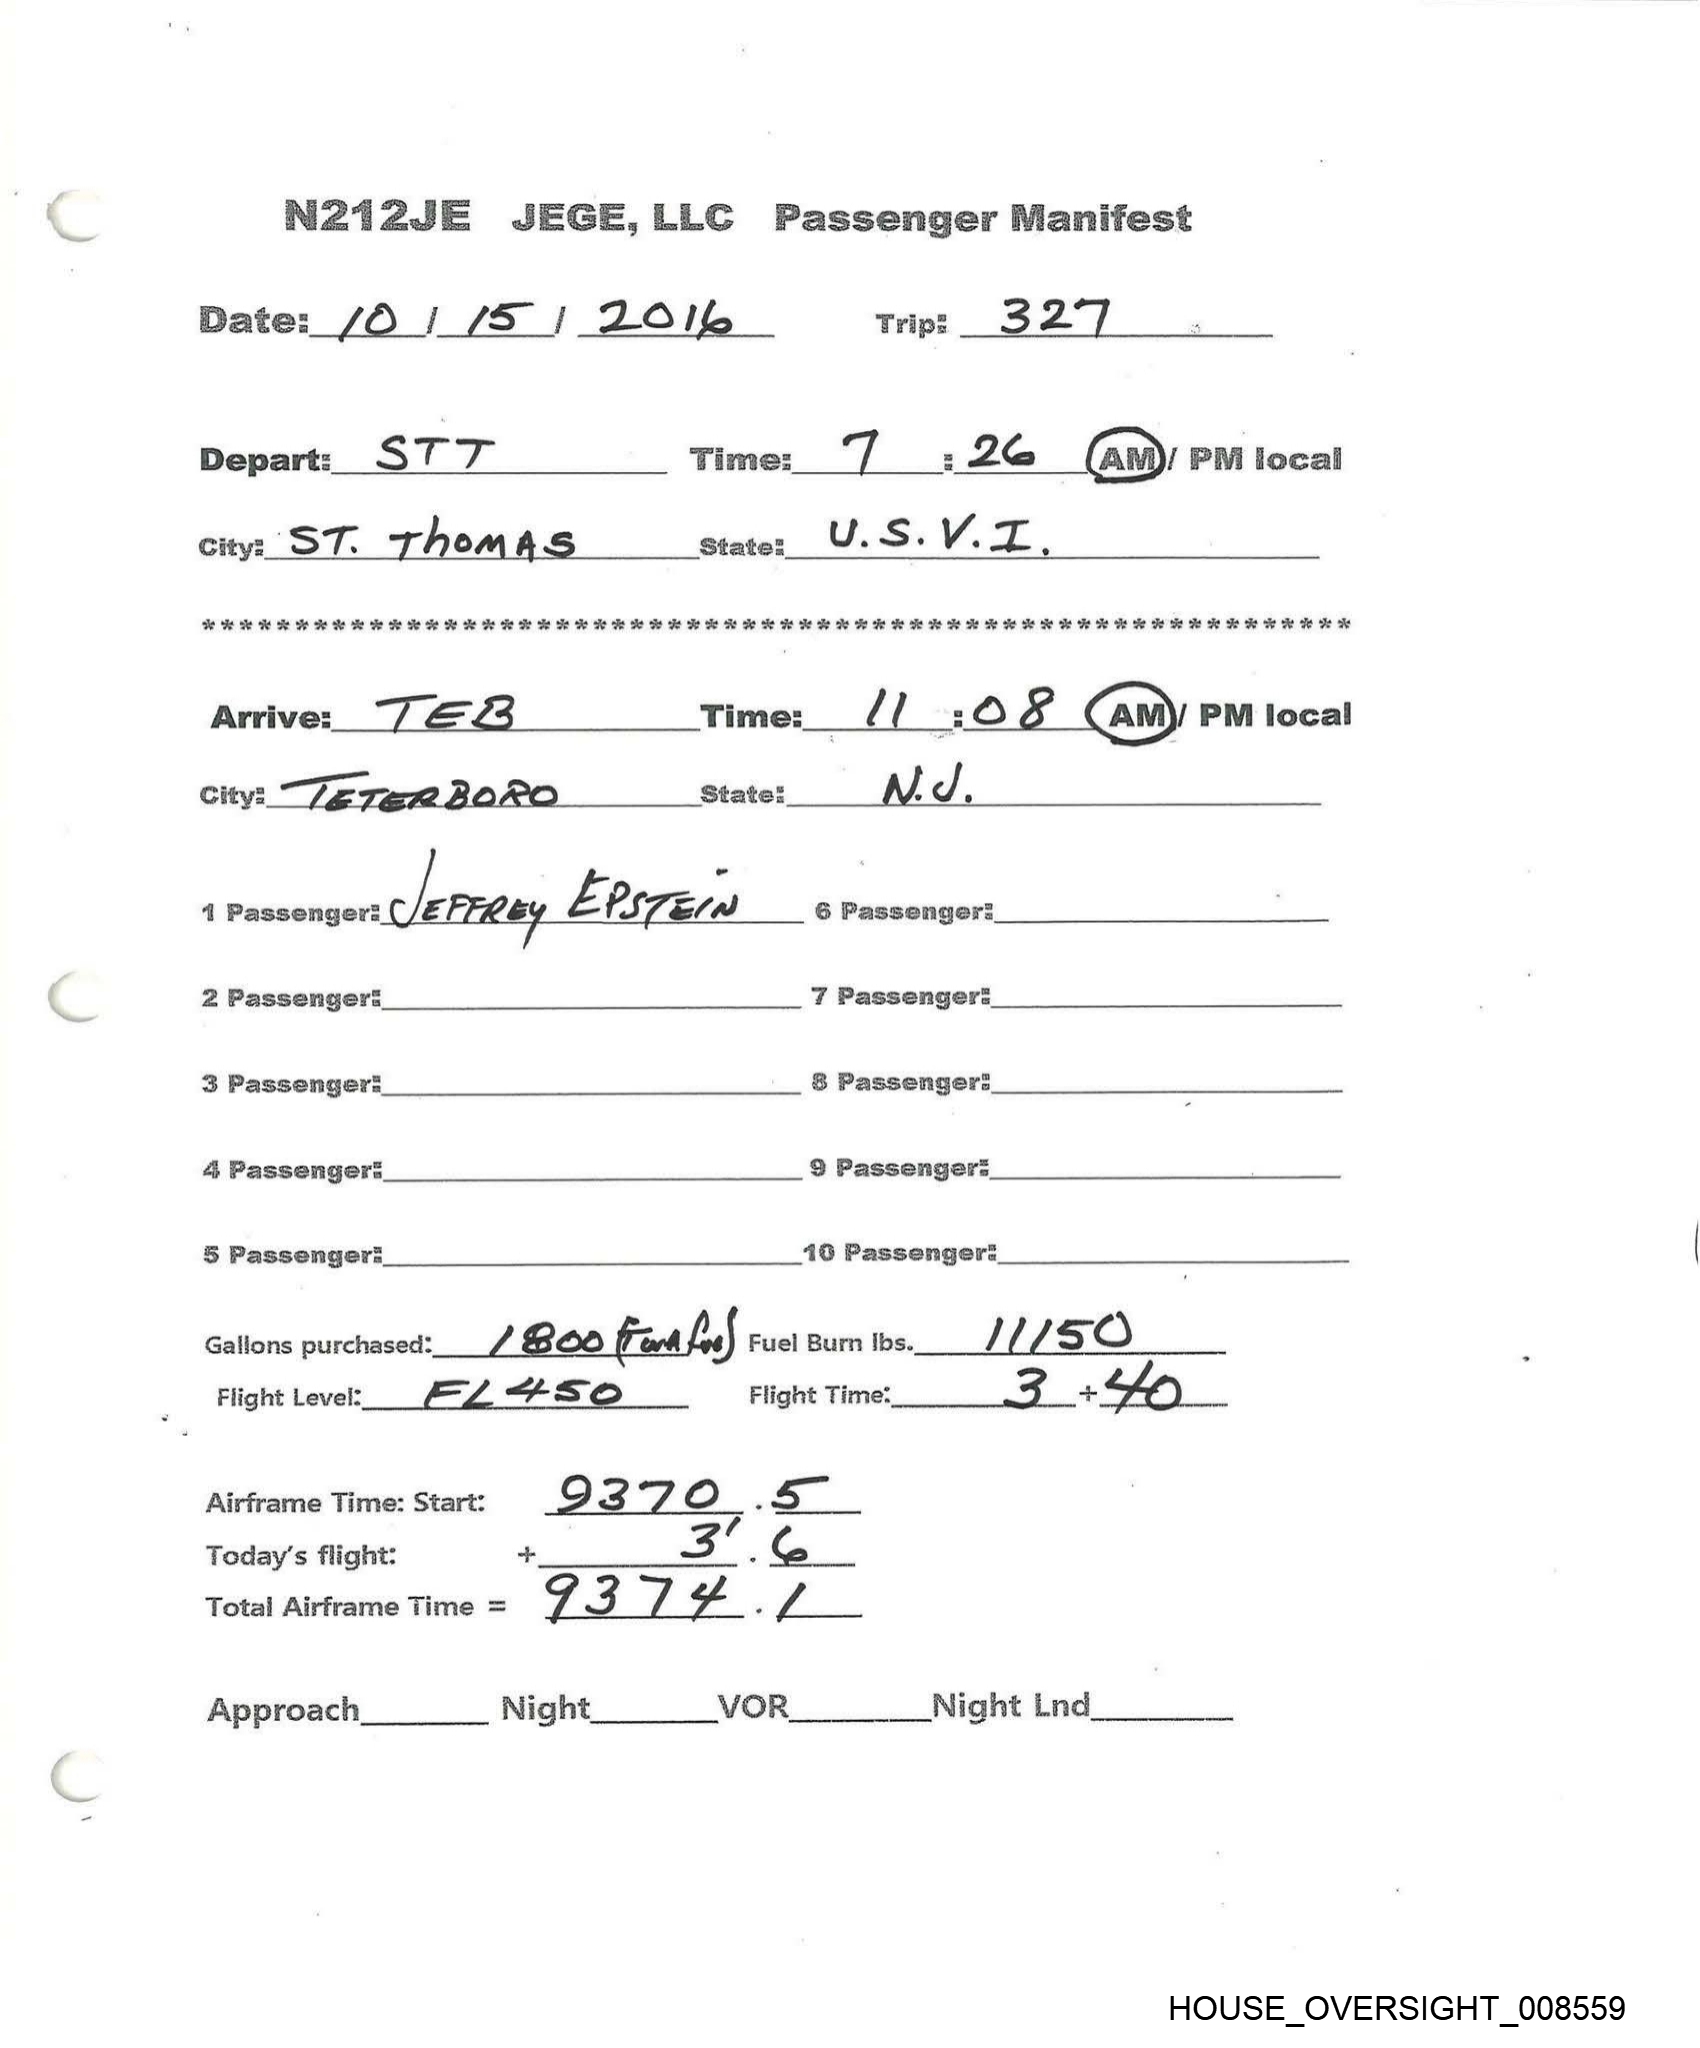 N212JE JEGE, LLC Passenger Manifest
Date: 10 / 15 / 2016 Trip: 327
Depart: STT Time: 7 : 26 AM / PM local
City: ST. ThoMAS State: U.S.V.I.
**************************************************************
Arrive: TEB Time: 11 : 08 AM / PM local
City: TETERBORO State: N.J.
1 Passenger: JEFFREY EPSTEIN 6 Passenger:
2 Passenger: 7 Passenger:
3 Passenger: 8 Passenger:
4 Passenger: 9 Passenger:
5 Passenger: 10 Passenger:
Gallons purchased: 1800 Fuel Burn lbs. 11150
Flight Level: FL450 Flight Time: 3 + 40
Airframe Time: Start: 9370 . 5
Today's flight: + 3 . 6
Total Airframe Time = 9374 . 1
Approach Night VOR Night Lnd
HOUSE_OVERSIGHT_008559